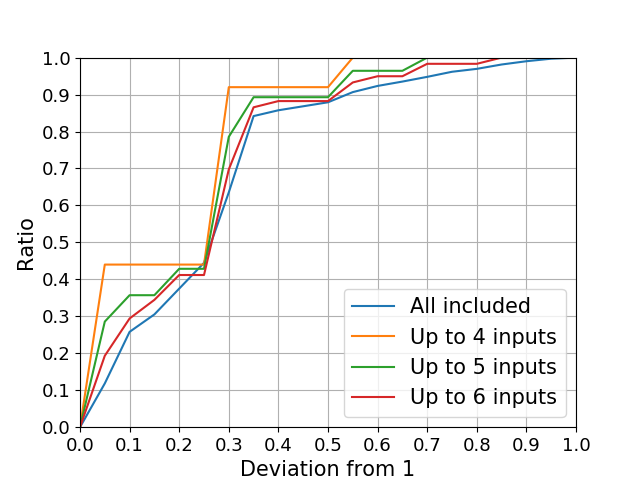 1.0
0.9
0.8
0.7
0.6
0.5
0.4
0.3
0.2
0.1
0.0
Ratio
All included
Up to 4 inputs
Up to 5 inputs
Up to 6 inputs
0.0 0.1 0.2 0.3 0.4 0.5 0.6 0.7 0.8 0.9 1.0
Deviation from 1